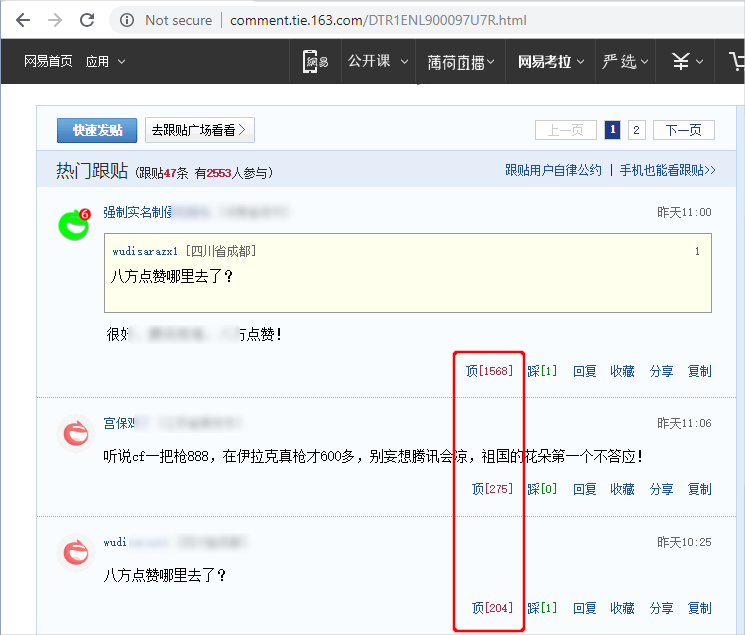 Not secure | comment.tie.163.com/DTR1ENL900097U7R.html
网易首页 应用 網易 公开课 薄荷直播 网易考拉 严选
快速发贴 去跟贴广场看看 上一页 1 2 下一页
热门跟贴 (跟贴47条 有2553人参与) 跟贴用户自律公约 | 手机也能看跟贴>>
6 强制实名制 昨天11:00
wudisarazx1 [四川省成都] 1
八方点赞哪里去了？
很好 方点赞！
顶[1568] 踩[1] 回复 收藏 分享 复制
宫保 昨天11:06
听说cf一把枪888，在伊拉克真枪才600多，别妄想腾讯会凉，祖国的花朵第一个不答应！
顶[275] 踩[0] 回复 收藏 分享 复制
wudi 昨天10:25
八方点赞哪里去了？
顶[204] 踩[1] 回复 收藏 分享 复制